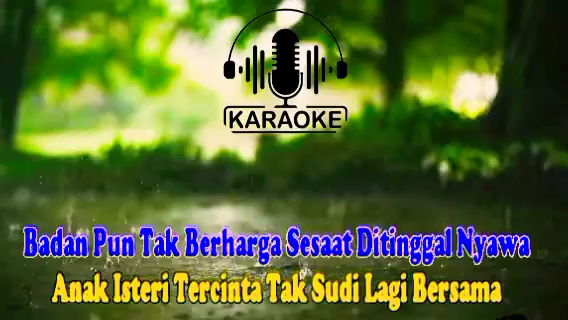 KARAOKE
Badan Pun Tak Berharga Sesaat Ditinggal Nyawa
Anak Isteri Tercinta Tak Sudi Lagi Bersama